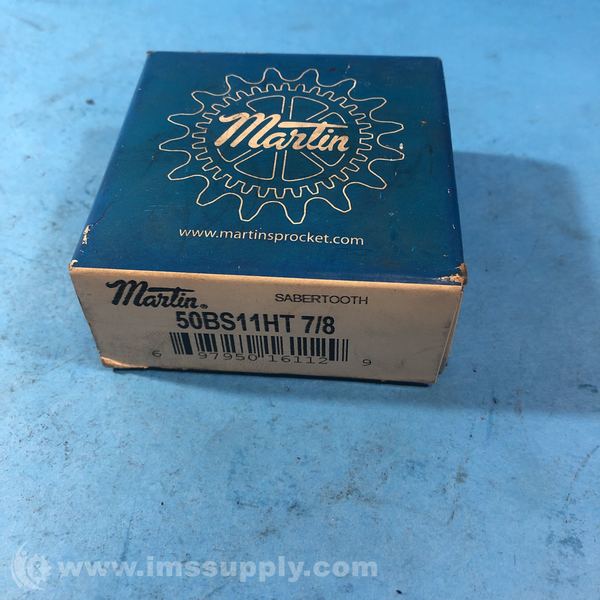 Martin
www.martinsprocket.com
Martin® SABERTOOTH
50BS11HT 7/8
6 97950 16112 9
www.imssupply.com